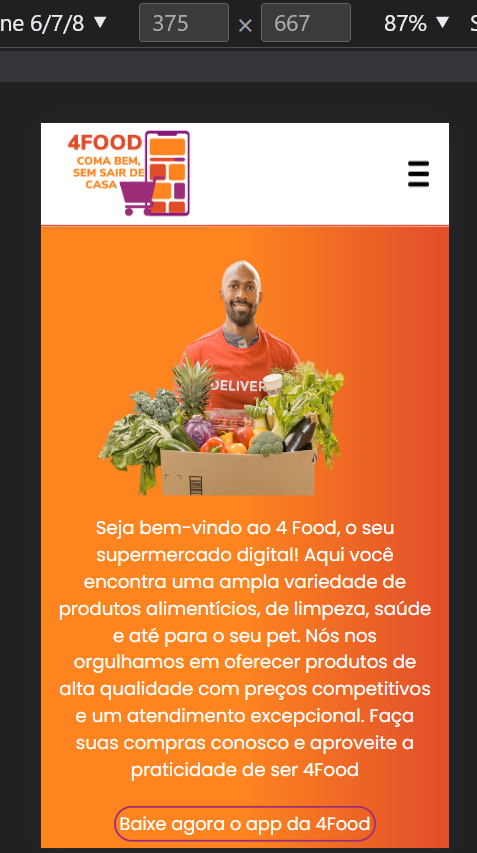 ne 6/7/8 ▼ 375 × 667 87% ▼
4FOOD
COMA BEM,
SEM SAIR DE
CASA
DELIVER
Seja bem-vindo ao 4 Food, o seu
supermercado digital! Aqui você
encontra uma ampla variedade de
produtos alimentícios, de limpeza, saúde
e até para o seu pet. Nós nos
orgulhamos em oferecer produtos de
alta qualidade com preços competitivos
e um atendimento excepcional. Faça
suas compras conosco e aproveite a
praticidade de ser 4Food
Baixe agora o app da 4Food